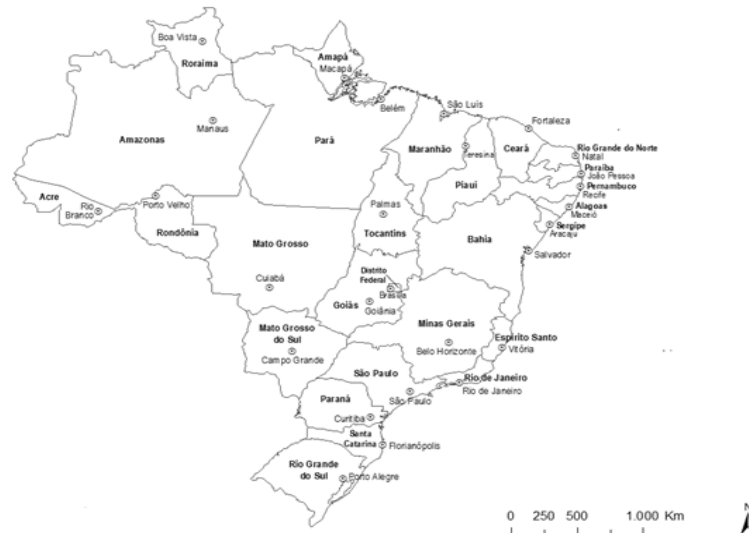 Boa Vista
Roraima
Amapá
Macapá
Belém
São Luís
Fortaleza
Manaus
Amazonas
Pará
Maranhão
Teresina
Ceará
Rio Grande do Norte
Natal
Paraíba
João Pessoa
Pernambuco
Recife
Piauí
Alagoas
Maceió
Sergipe
Aracaju
Acre
Rio
Branco
Porto Velho
Rondônia
Palmas
Tocantins
Mato Grosso
Bahia
Salvador
Cuiabá
Distrito
Federal
Brasília
Goiás
Goiânia
Minas Gerais
Belo Horizonte
Espírito Santo
Vitória
Mato Grosso
do Sul
Campo Grande
São Paulo
São Paulo
Rio de Janeiro
Rio de Janeiro
Paraná
Curitiba
Santa
Catarina
Florianópolis
Rio Grande
do Sul
Porto Alegre
0 250 500 1.000 Km
N